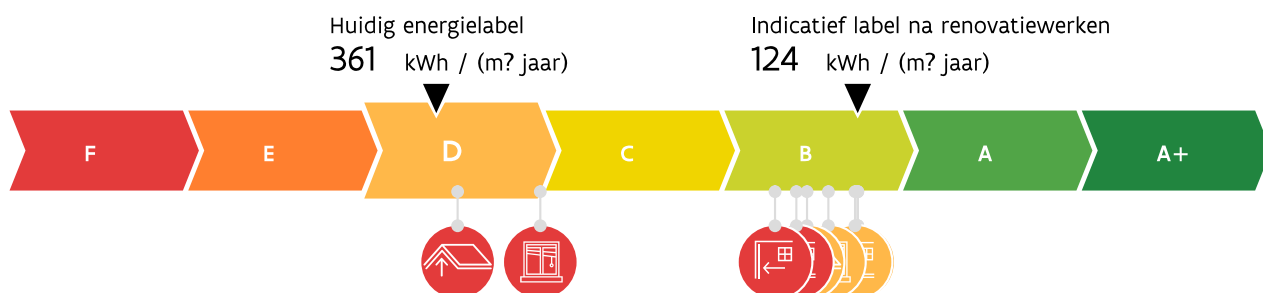 Huidig energielabel
361 kWh / (m? jaar)
Indicatief label na renovatiewerken
124 kWh / (m? jaar)
F E D C B A A+